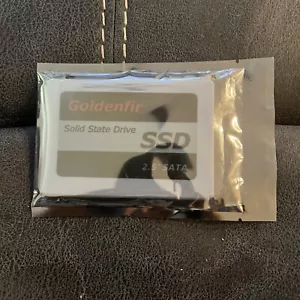 Goldenfir
Solid State Drive
SSD
2.5" SATA